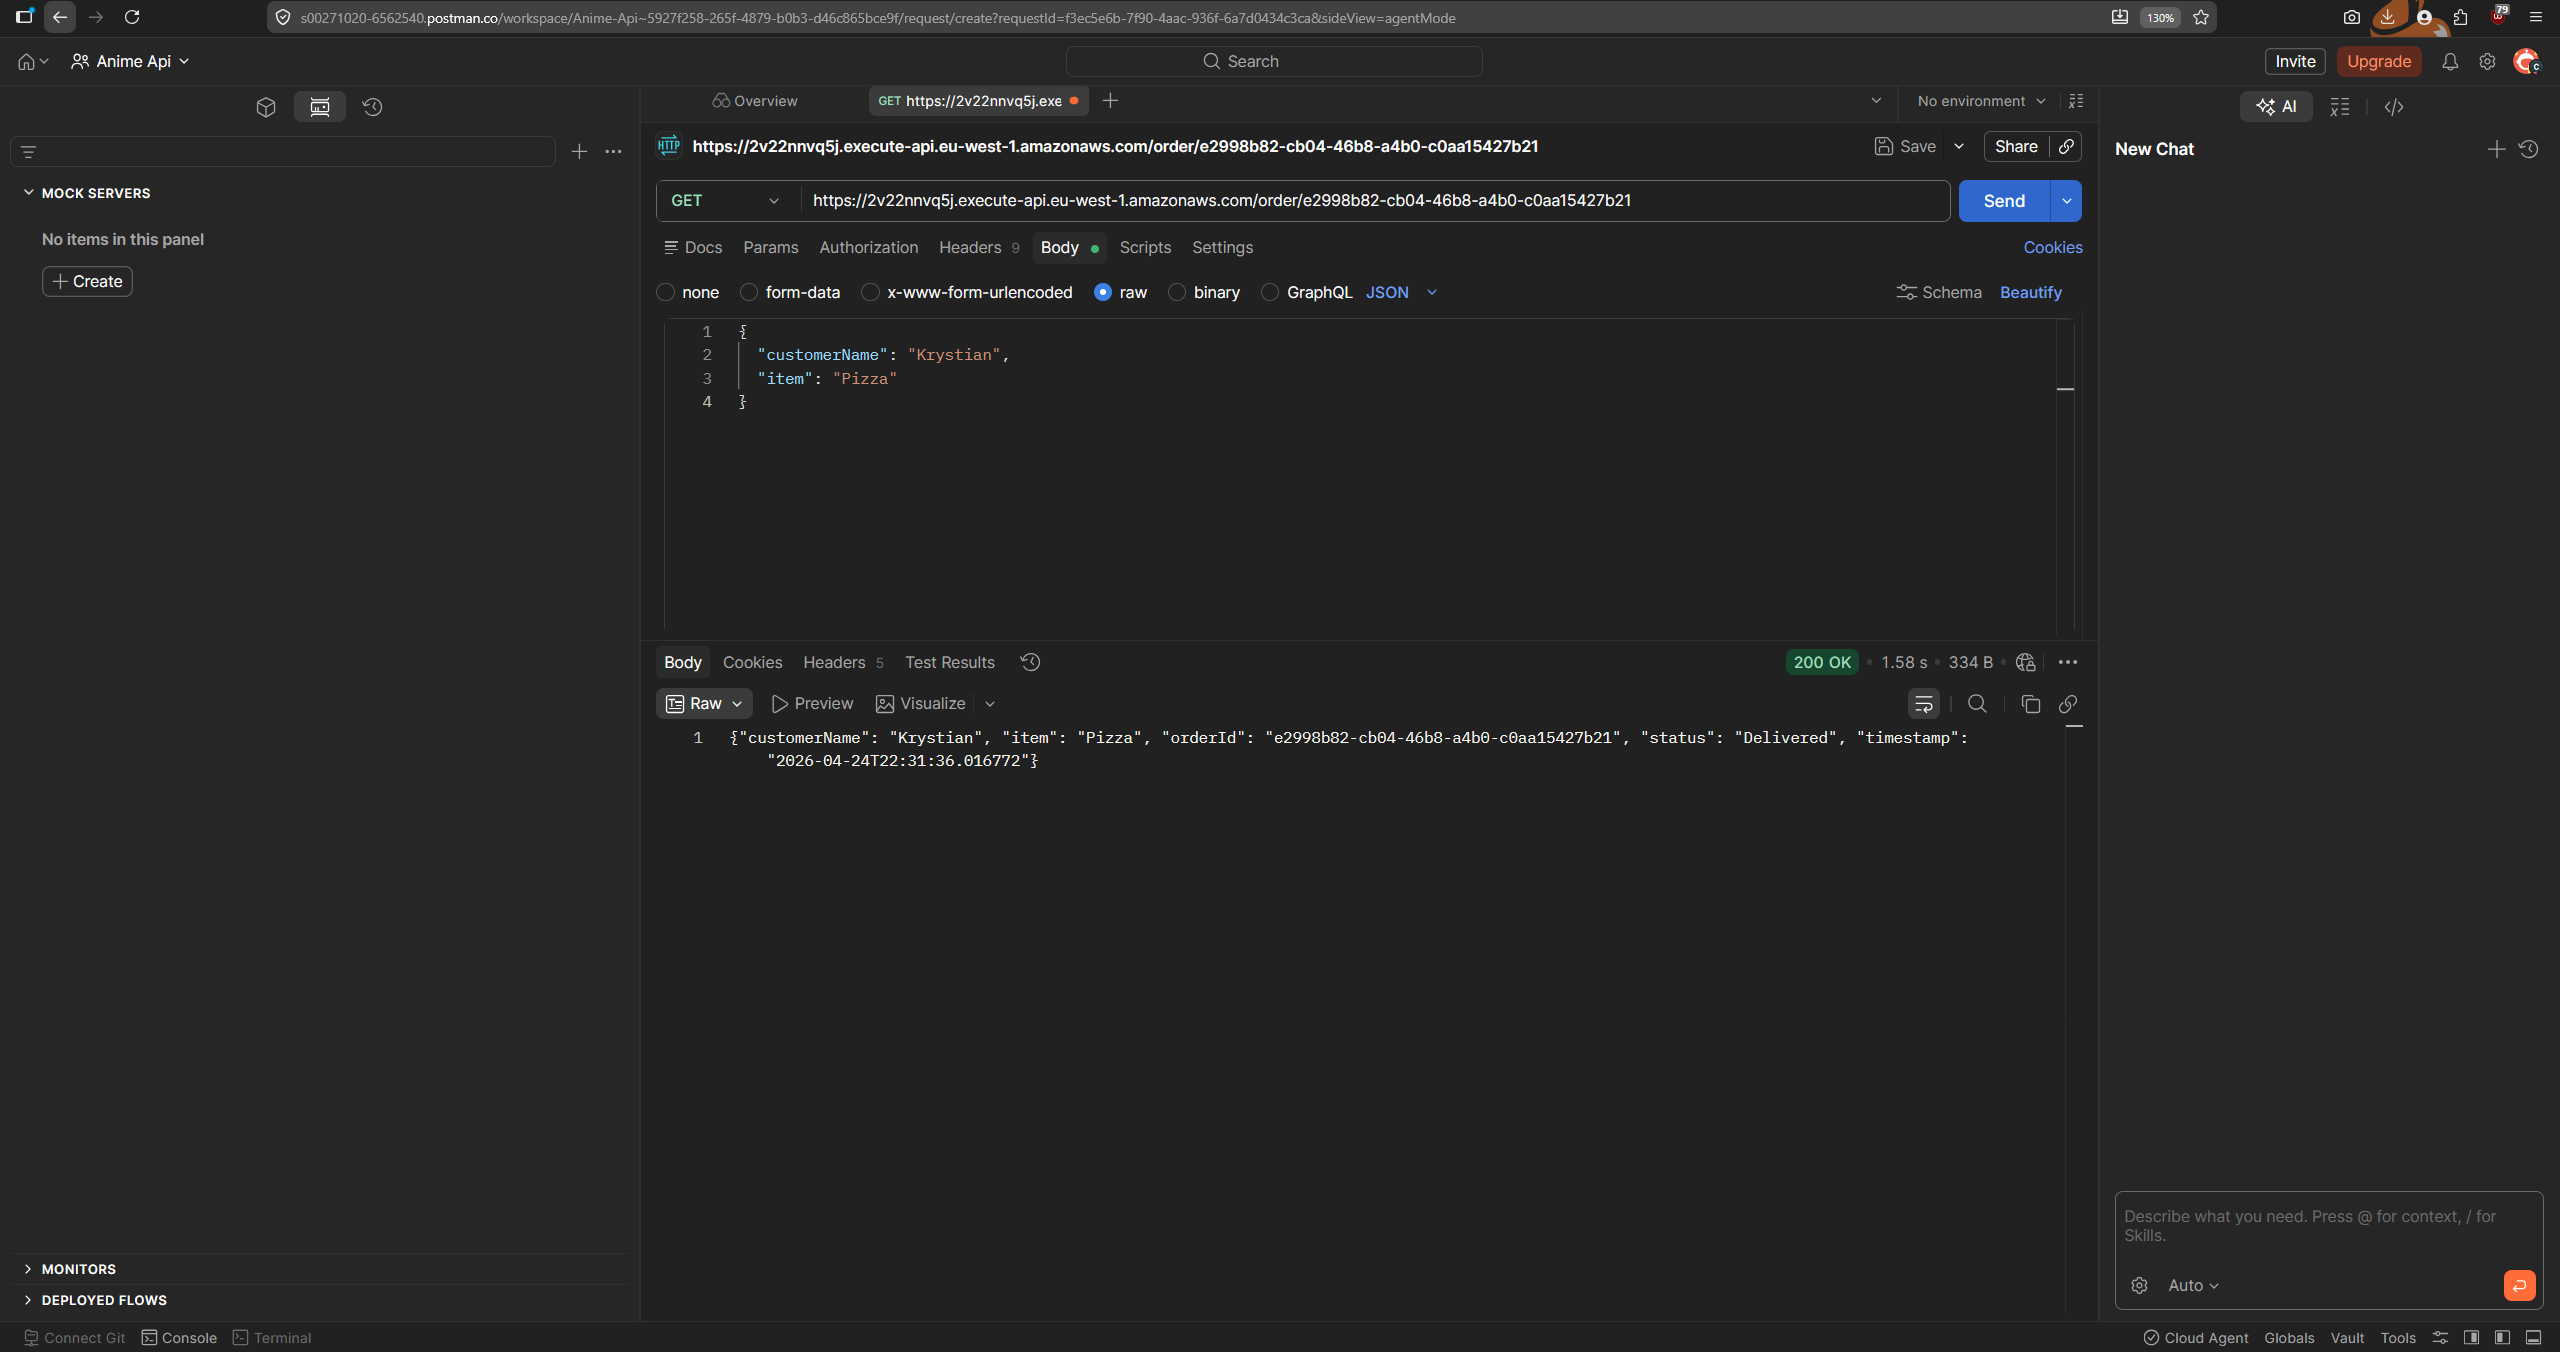 s00271020-6562540.postman.co/workspace/Anime-Api~5927f258-265f-4879-b0b3-d46c865bce9f/request/create?requestId=f3ec5e6b-7f90-4aac-936f-6a7d0434c3ca&sideView=agentMode
130%
79
Anime Api
Search
Invite
Upgrade
C
Overview
GET https://2v22nnvq5j.exe
No environment
AI
MOCK SERVERS
No items in this panel
Create
HTTP
https://2v22nnvq5j.execute-api.eu-west-1.amazonaws.com/order/e2998b82-cb04-46b8-a4b0-c0aa15427b21
Save
Share
GET
https://2v22nnvq5j.execute-api.eu-west-1.amazonaws.com/order/e2998b82-cb04-46b8-a4b0-c0aa15427b21
Send
Docs Params Authorization Headers 9 Body Scripts Settings
Cookies
none form-data x-www-form-urlencoded raw binary GraphQL JSON
Schema Beautify
1 {
2 "customerName": "Krystian",
3 "item": "Pizza"
4 }
Body Cookies Headers 5 Test Results
200 OK • 1.58 s • 334 B
Raw Preview Visualize
1 {"customerName": "Krystian", "item": "Pizza", "orderId": "e2998b82-cb04-46b8-a4b0-c0aa15427b21", "status": "Delivered", "timestamp":
"2026-04-24T22:31:36.016772"}
New Chat
Describe what you need. Press @ for context, / for
Skills.
Auto
MONITORS
DEPLOYED FLOWS
Connect Git Console Terminal
Cloud Agent Globals Vault Tools